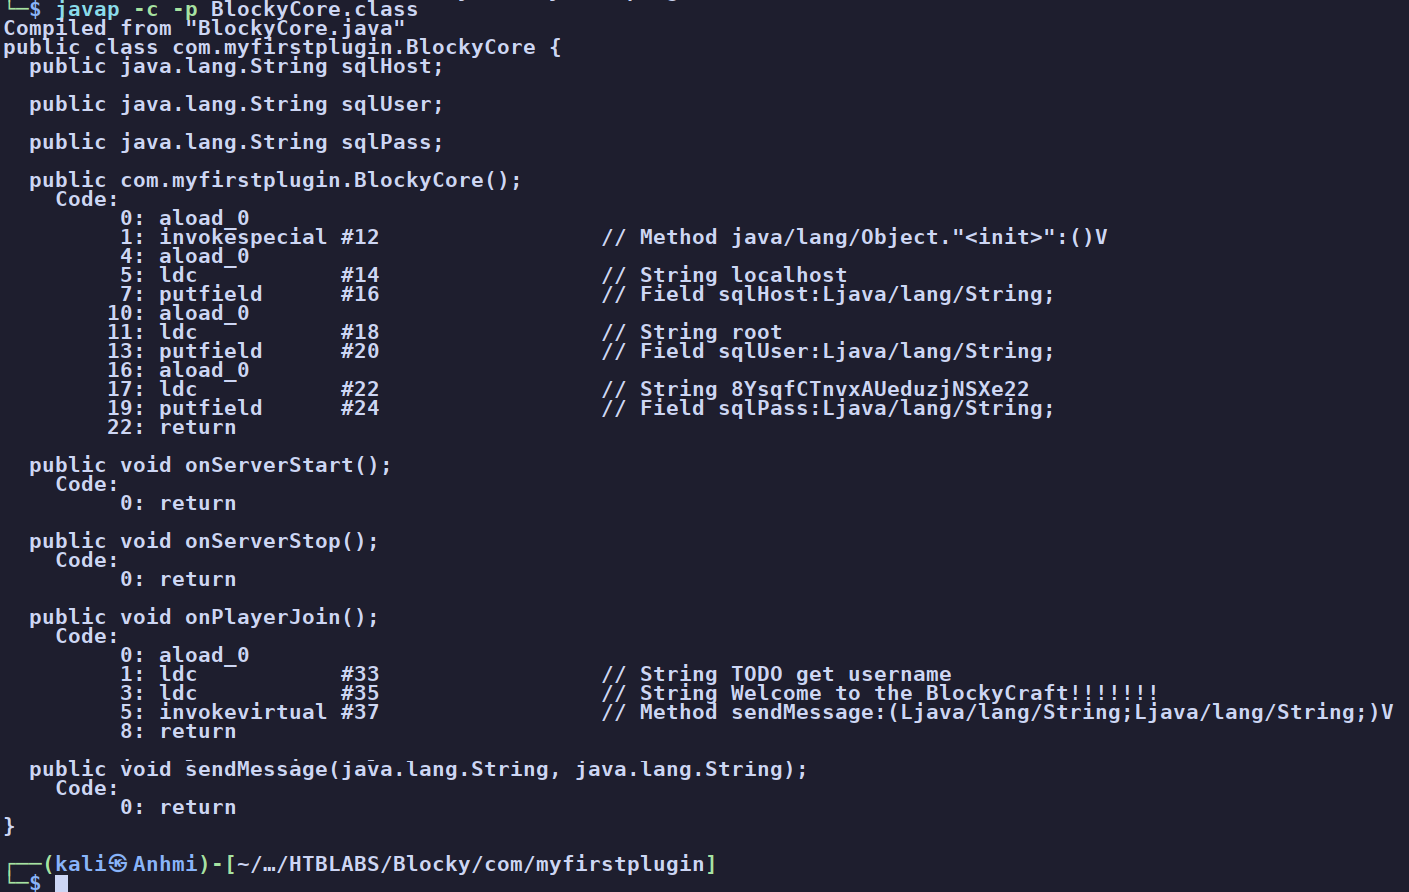 └─$ javap -c -p BlockyCore.class
Compiled from "BlockyCore.java"
public class com.myfirstplugin.BlockyCore {
  public java.lang.String sqlHost;

  public java.lang.String sqlUser;

  public java.lang.String sqlPass;

  public com.myfirstplugin.BlockyCore();
    Code:
         0: aload_0
         1: invokespecial #12                 // Method java/lang/Object."<init>":()V
         4: aload_0
         5: ldc           #14                 // String localhost
         7: putfield      #16                 // Field sqlHost:Ljava/lang/String;
        10: aload_0
        11: ldc           #18                 // String root
        13: putfield      #20                 // Field sqlUser:Ljava/lang/String;
        16: aload_0
        17: ldc           #22                 // String 8YsqfCTnvxAUeduzjNSXe22
        19: putfield      #24                 // Field sqlPass:Ljava/lang/String;
        22: return

  public void onServerStart();
    Code:
         0: return

  public void onServerStop();
    Code:
         0: return

  public void onPlayerJoin();
    Code:
         0: aload_0
         1: ldc           #33                 // String TODO get username
         3: ldc           #35                 // String Welcome to the BlockyCraft!!!!!!!
         5: invokevirtual #37                 // Method sendMessage:(Ljava/lang/String;Ljava/lang/String;)V
         8: return

  public void sendMessage(java.lang.String, java.lang.String);
    Code:
         0: return
}

┌──(kali㉿Anhmi)-[~/…/HTBLABS/Blocky/com/myfirstplugin]
└─$